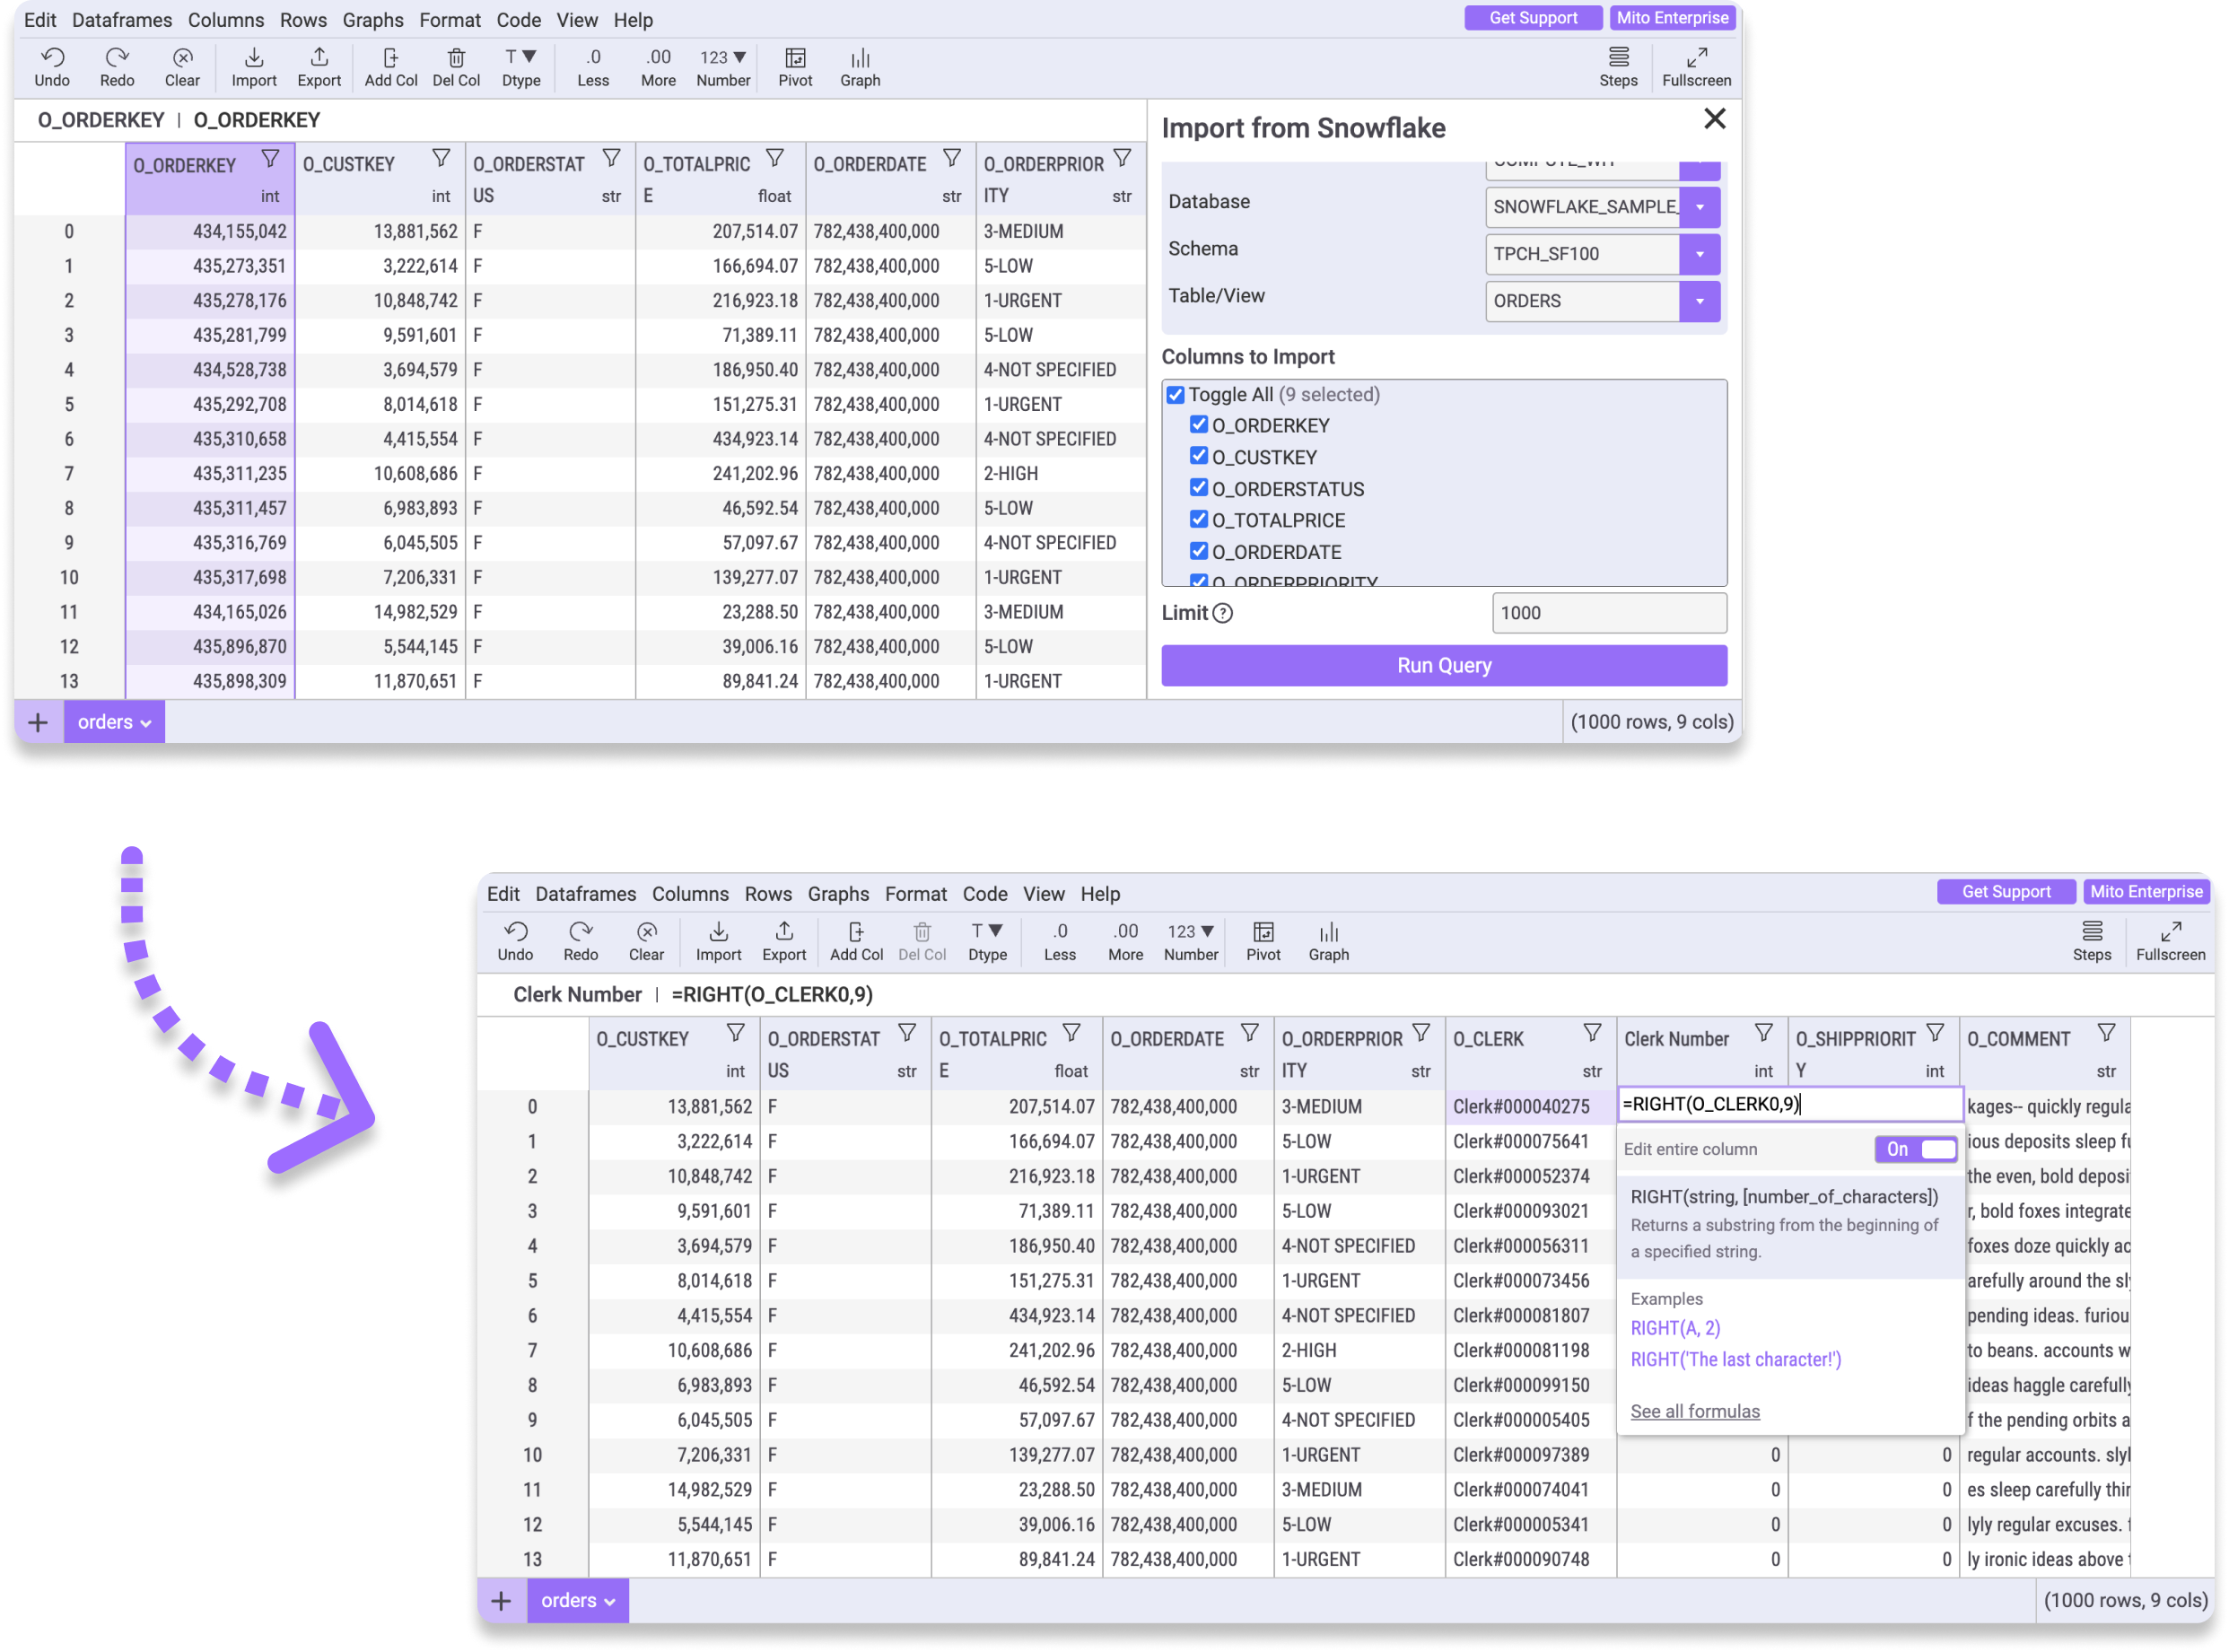 Edit Dataframes Columns Rows Graphs Format Code View Help Get Support Mito Enterprise
Undo Redo Clear Import Export Add Col Del Col T Dtype .0 Less .00 More 123 Number Pivot Graph Steps Fullscreen
O_ORDERKEY | O_ORDERKEY
O_ORDERKEY O_CUSTKEY O_ORDERSTAT O_TOTALPRIC O_ORDERDATE O_ORDERPRIOR
int int US str E float str ITY str
0 434,155,042 13,881,562 F 207,514.07 782,438,400,000 3-MEDIUM
1 435,273,351 3,222,614 F 166,694.07 782,438,400,000 5-LOW
2 435,278,176 10,848,742 F 216,923.18 782,438,400,000 1-URGENT
3 435,281,799 9,591,601 F 71,389.11 782,438,400,000 5-LOW
4 434,528,738 3,694,579 F 186,950.40 782,438,400,000 4-NOT SPECIFIED
5 435,292,708 8,014,618 F 151,275.31 782,438,400,000 1-URGENT
6 435,310,658 4,415,554 F 434,923.14 782,438,400,000 4-NOT SPECIFIED
7 435,311,235 10,608,686 F 241,202.96 782,438,400,000 2-HIGH
8 435,311,457 6,983,893 F 46,592.54 782,438,400,000 5-LOW
9 435,316,769 6,045,505 F 57,097.67 782,438,400,000 4-NOT SPECIFIED
10 435,317,698 7,206,331 F 139,277.07 782,438,400,000 1-URGENT
11 434,165,026 14,982,529 F 23,288.50 782,438,400,000 3-MEDIUM
12 435,896,870 5,544,145 F 39,006.16 782,438,400,000 5-LOW
13 435,898,309 11,870,651 F 89,841.24 782,438,400,000 1-URGENT
Import from Snowflake
Database SNOWFLAKE_SAMPLE_
Schema TPCH_SF100
Table/View ORDERS
Columns to Import
Toggle All (9 selected)
O_ORDERKEY
O_CUSTKEY
O_ORDERSTATUS
O_TOTALPRICE
O_ORDERDATE
O_ORDERPRIORITY
Limit ? 1000
Run Query
+ orders (1000 rows, 9 cols)
Edit Dataframes Columns Rows Graphs Format Code View Help Get Support Mito Enterprise
Undo Redo Clear Import Export Add Col Del Col T Dtype .0 Less .00 More 123 Number Pivot Graph Steps Fullscreen
Clerk Number | =RIGHT(O_CLERK0,9)
O_CUSTKEY O_ORDERSTAT O_TOTALPRIC O_ORDERDATE O_ORDERPRIOR O_CLERK Clerk Number O_SHIPPRIORIT O_COMMENT
int US str E float str ITY str str int Y int str
0 13,881,562 F 207,514.07 782,438,400,000 3-MEDIUM Clerk#000040275 kages-- quickly regula
1 3,222,614 F 166,694.07 782,438,400,000 5-LOW Clerk#000075641 ious deposits sleep fu
2 10,848,742 F 216,923.18 782,438,400,000 1-URGENT Clerk#000052374 the even, bold deposi
3 9,591,601 F 71,389.11 782,438,400,000 5-LOW Clerk#000093021 r, bold foxes integrate
4 3,694,579 F 186,950.40 782,438,400,000 4-NOT SPECIFIED Clerk#000056311 foxes doze quickly ac
5 8,014,618 F 151,275.31 782,438,400,000 1-URGENT Clerk#000073456 arefully around the sly
6 4,415,554 F 434,923.14 782,438,400,000 4-NOT SPECIFIED Clerk#000081807 pending ideas. furiou
7 10,608,686 F 241,202.96 782,438,400,000 2-HIGH Clerk#000081198 to beans. accounts w
8 6,983,893 F 46,592.54 782,438,400,000 5-LOW Clerk#000099150 ideas haggle carefully
9 6,045,505 F 57,097.67 782,438,400,000 4-NOT SPECIFIED Clerk#000005405 f the pending orbits a
10 7,206,331 F 139,277.07 782,438,400,000 1-URGENT Clerk#000097389 0 0 regular accounts. slyl
11 14,982,529 F 23,288.50 782,438,400,000 3-MEDIUM Clerk#000074041 0 0 es sleep carefully thin
12 5,544,145 F 39,006.16 782,438,400,000 5-LOW Clerk#000005341 0 0 lyly regular excuses.
13 11,870,651 F 89,841.24 782,438,400,000 1-URGENT Clerk#000090748 0 0 ly ironic ideas above
=RIGHT(O_CLERK0,9)
Edit entire column On
RIGHT(string, [number_of_characters])
Returns a substring from the beginning of
a specified string.
Examples
RIGHT(A, 2)
RIGHT('The last character!')
See all formulas
+ orders (1000 rows, 9 cols)